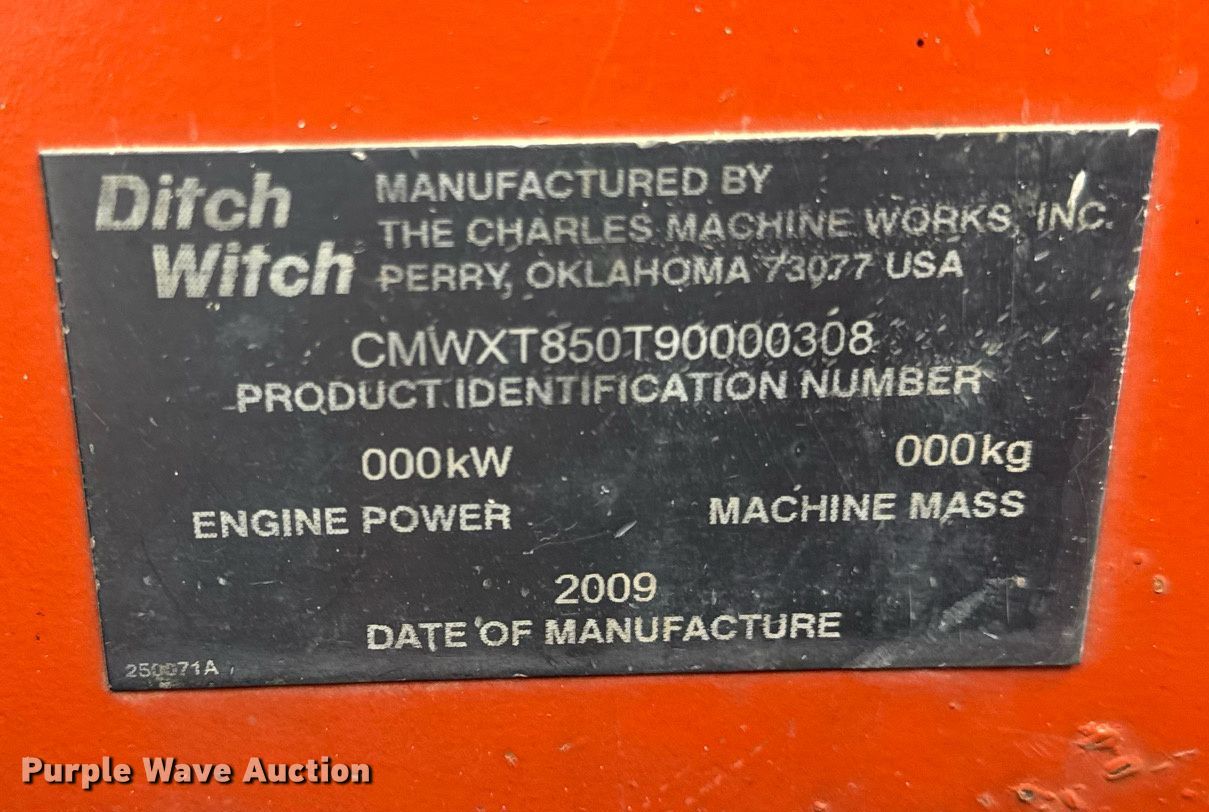 Ditch
Witch
MANUFACTURED BY
THE CHARLES MACHINE WORKS, INC.
PERRY, OKLAHOMA 73077 USA
CMWXT850T90000308
PRODUCT IDENTIFICATION NUMBER
000kW
ENGINE POWER
000kg
MACHINE MASS
2009
DATE OF MANUFACTURE
Purple Wave Auction